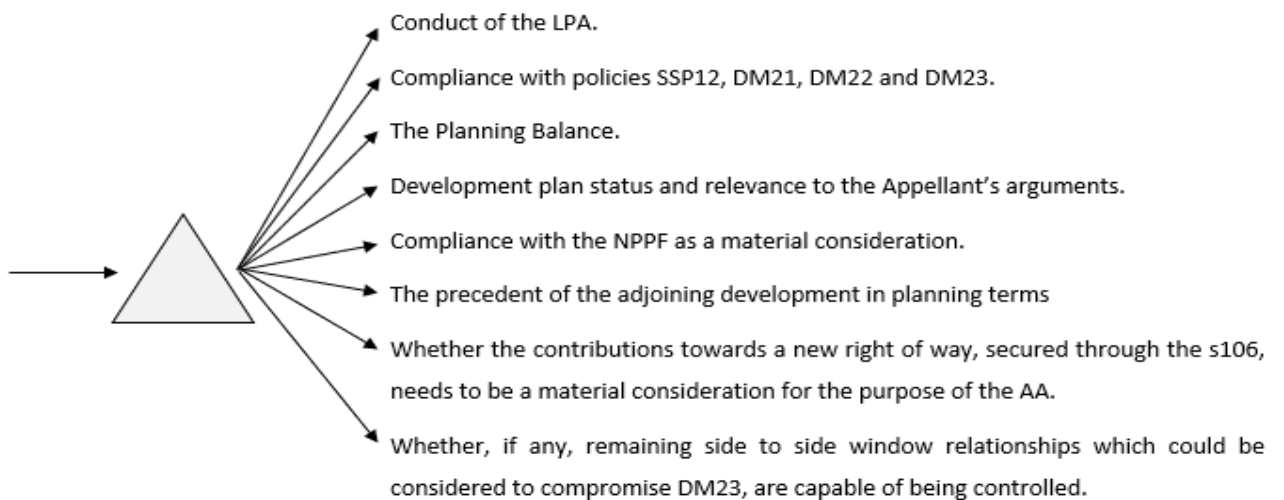 Conduct of the LPA.
Compliance with policies SSP12, DM21, DM22 and DM23.
The Planning Balance.
Development plan status and relevance to the Appellant's arguments.
Compliance with the NPPF as a material consideration.
The precedent of the adjoining development in planning terms
Whether the contributions towards a new right of way, secured through the s106,
needs to be a material consideration for the purpose of the AA.
Whether, if any, remaining side to side window relationships which could be
considered to compromise DM23, are capable of being controlled.